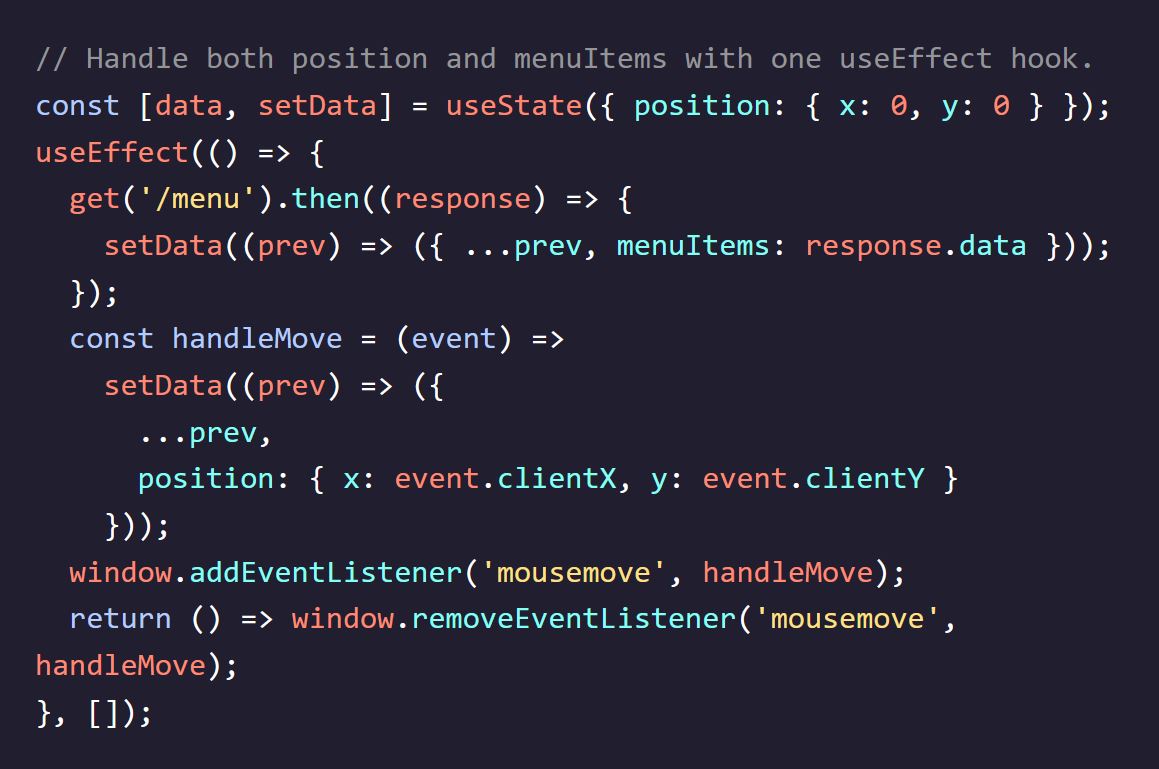 // Handle both position and menuItems with one useEffect hook.
const [data, setData] = useState({ position: { x: 0, y: 0 } });
useEffect(() => {
  get('/menu').then((response) => {
    setData((prev) => ({ ...prev, menuItems: response.data }));
  });
  const handleMove = (event) =>
    setData((prev) => ({
      ...prev,
      position: { x: event.clientX, y: event.clientY }
    }));
  window.addEventListener('mousemove', handleMove);
  return () => window.removeEventListener('mousemove',
handleMove);
}, []);